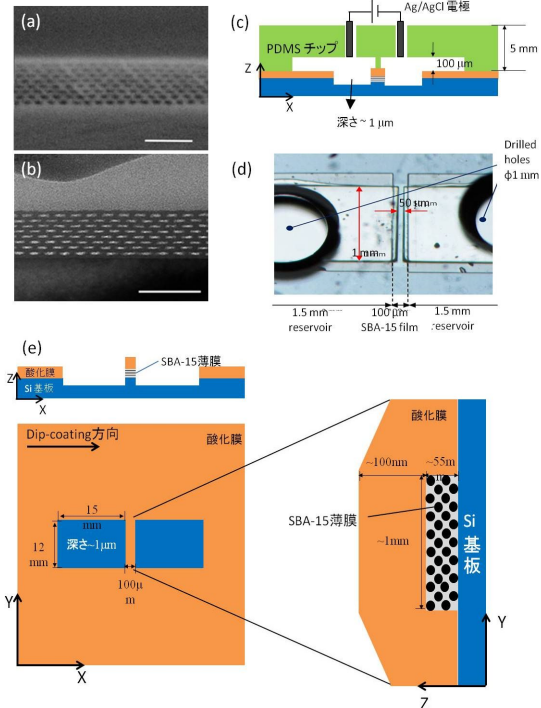 (a)
(b)
(c)
Ag/AgCl 電極
PDMS チップ
5 mm
100 µm
Z
X
深さ~ 1 µm
(d)
Drilled
holes
ϕ1 mm
50 µm
1 mm
1.5 mm
100 µm
1.5 mm
reservoir
SBA-15 film
reservoir
(e)
SBA-15薄膜
酸化膜
Z
Si 基板
X
Dip-coating方向
酸化膜
15
mm
12
mm
深さ~1µm
100µ
m
Y
X
酸化膜
~100nm
~55m
m
SBA-15薄膜
~1mm
Si
基
板
Y
Z